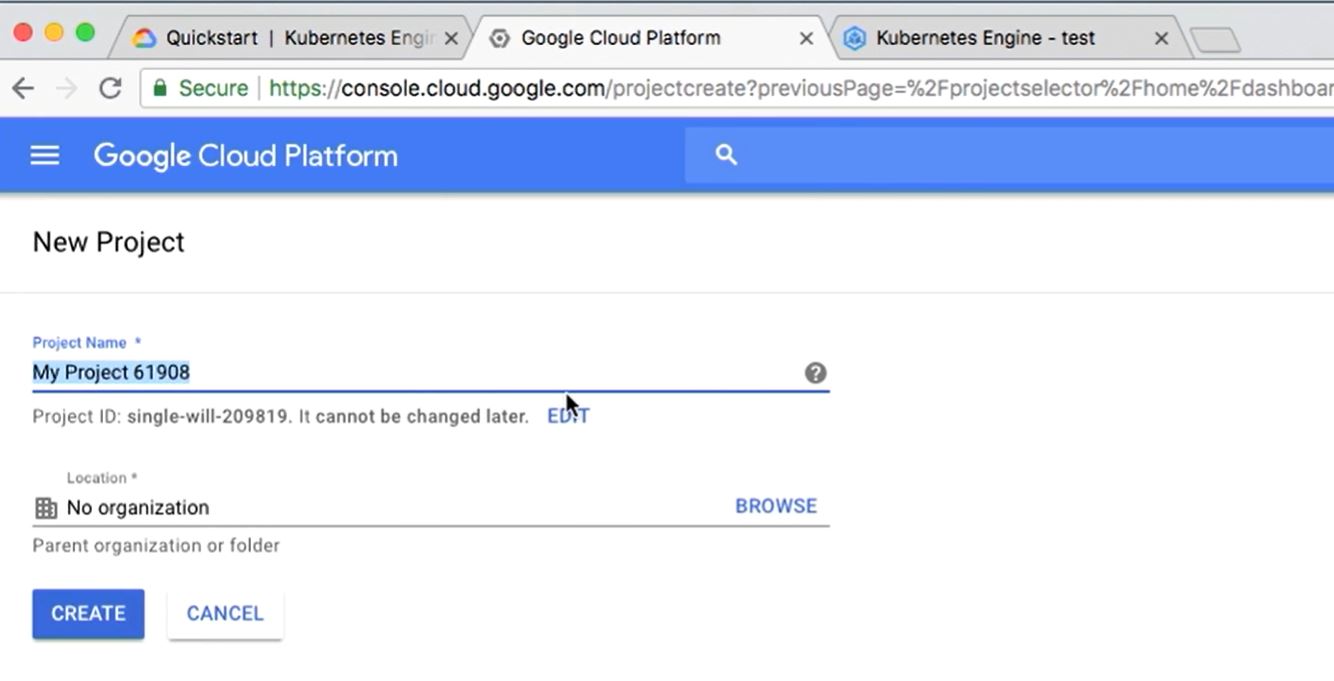 Quickstart | Kubernetes Engin
Google Cloud Platform
Kubernetes Engine - test
Secure
https://console.cloud.google.com/projectcreate?previousPage=%2Fprojectselector%2Fhome%2Fdashboar
Google Cloud Platform
New Project
Project Name *
My Project 61908
Project ID: single-will-209819. It cannot be changed later. EDIT
Location *
No organization BROWSE
Parent organization or folder
CREATE CANCEL